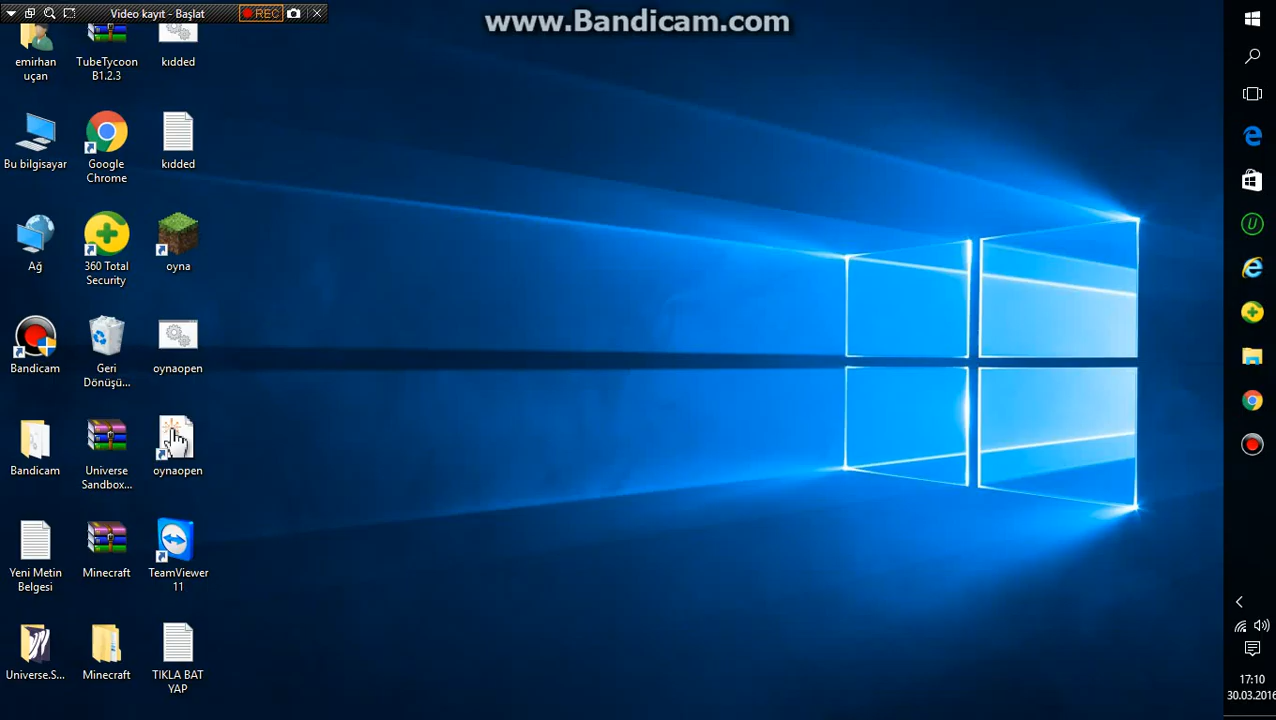 Video kayıt - Başlat
REC
www.Bandicam.com
emirhan
uçan
TubeTycoon
B1.2.3
kıdded
Bu bilgisayar
Google
Chrome
kıdded
Ağ
360 Total
Security
oyna
Bandicam
Geri
Dönüşü...
oynaopen
Bandicam
Universe
Sandbox...
oynaopen
Yeni Metin
Belgesi
Minecraft
TeamViewer
11
Universe.S...
Minecraft
TIKLA BAT
YAP
17:10
30.03.2016